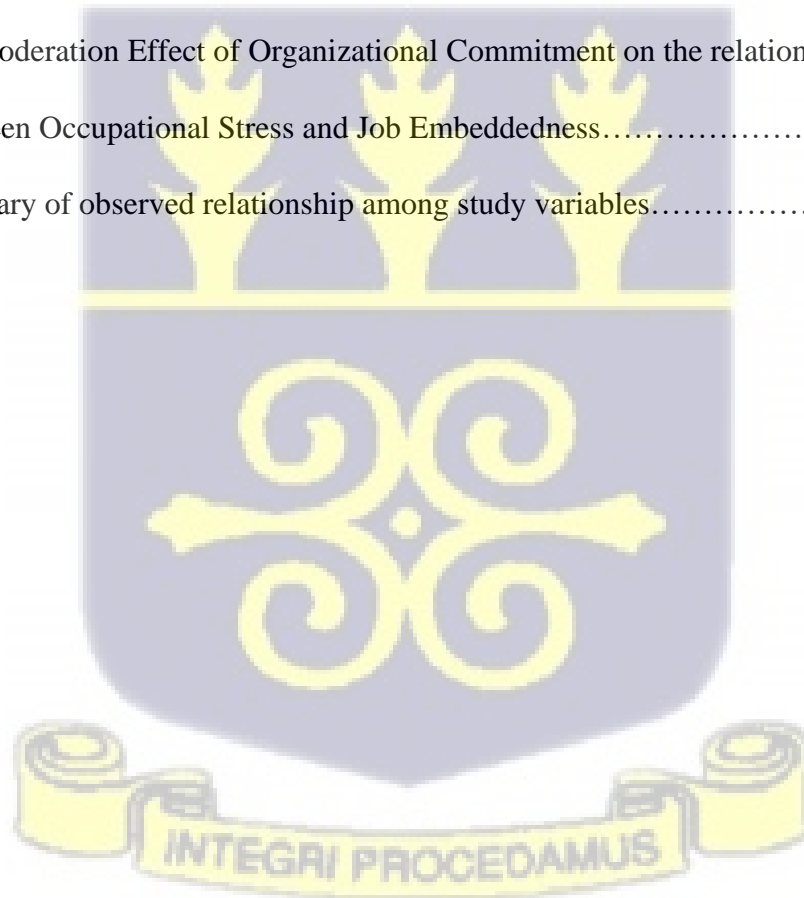 oderation Effect of Organizational Commitment on the relation
en Occupational Stress and Job Embeddedness.....................
ary of observed relationship among study variables................
INTEGRI PROCEDAMUS